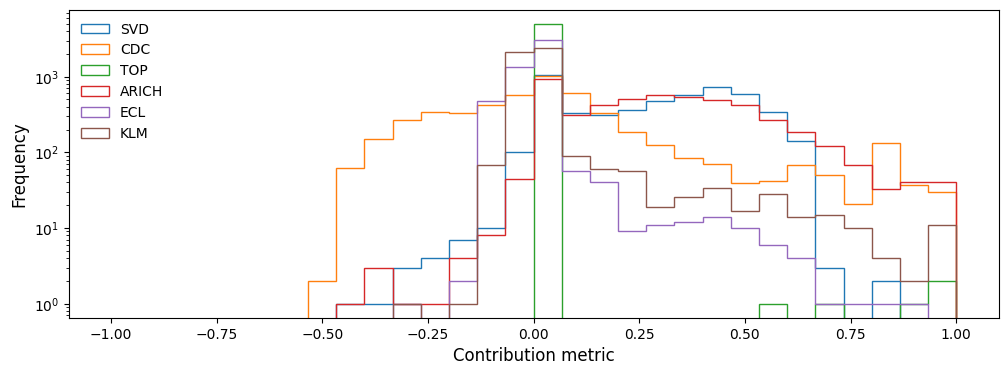 SVD
CDC
TOP
ARICH
ECL
KLM
Frequency
10³
10²
10¹
10⁰
−1.00 −0.75 −0.50 −0.25 0.00 0.25 0.50 0.75 1.00
Contribution metric